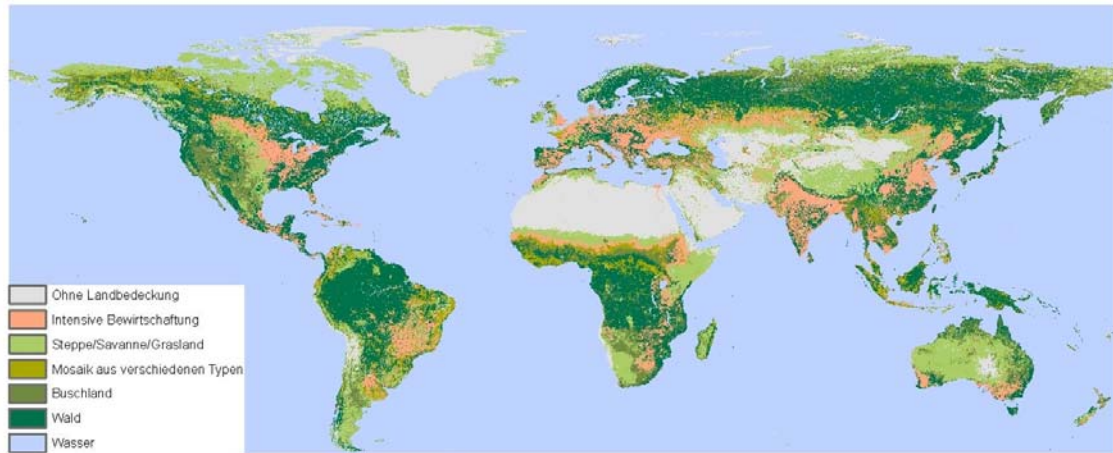 Ohne Landbedeckung
Intensive Bewirtschaftung
Steppe/Savanne/Grasland
Mosaik aus verschiedenen Typen
Buschland
Wald
Wasser